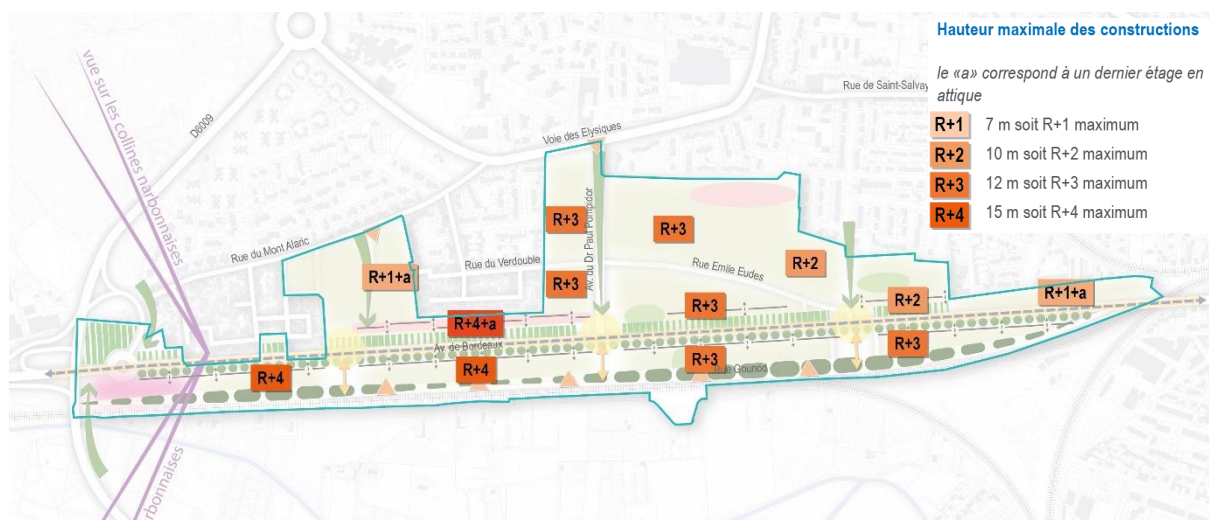 Hauteur maximale des constructions
le «a» correspond à un dernier étage en
attique
R+1 7 m soit R+1 maximum
R+2 10 m soit R+2 maximum
R+3 12 m soit R+3 maximum
R+4 15 m soit R+4 maximum
vue sur les collines narbonnaises
D6009
Rue de Saint-Salvay
Voie des Elysiques
Rue du Mont Alaric
R+3
Av. du Dr Paul Pompidor
R+3
R+1+a
Rue du Verdouble
R+3
Rue Emile Eudes
R+2
R+4+a
R+3
R+2
R+1+a
Av. de Bordeaux
R+3
R+4
R+4
R+3
Rue Gounod
arbonnaises